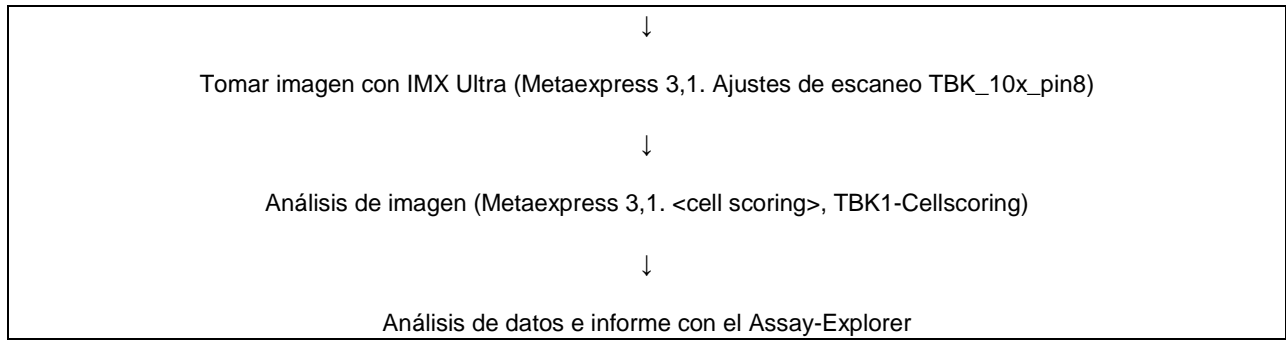 ↓
Tomar imagen con IMX Ultra (Metaexpress 3,1. Ajustes de escaneo TBK_10x_pin8)
↓
Análisis de imagen (Metaexpress 3,1. <cell scoring>, TBK1-Cellscoring)
↓
Análisis de datos e informe con el Assay-Explorer